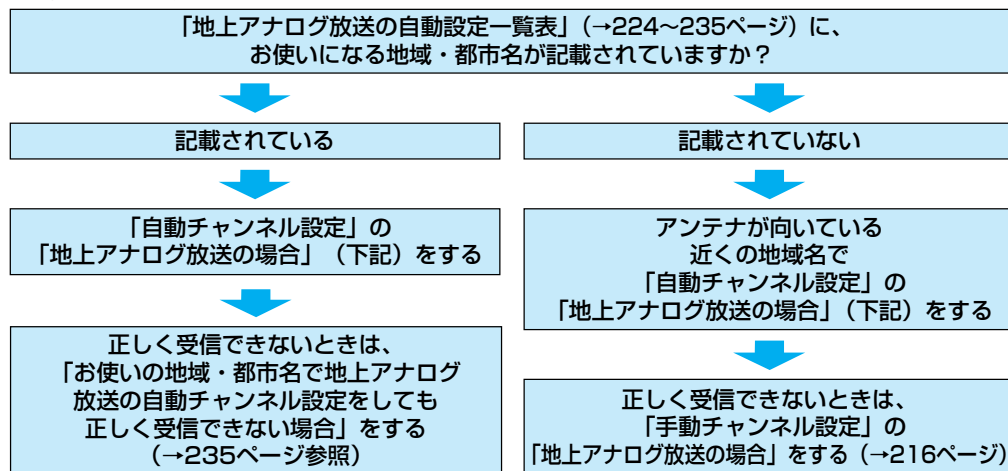 「地上アナログ放送の自動設定一覧表」（→224～235ページ）に、
お使いになる地域・都市名が記載されていますか？
記載されている
記載されていない
「自動チャンネル設定」の
「地上アナログ放送の場合」（下記）をする
アンテナが向いている
近くの地域名で
「自動チャンネル設定」の
「地上アナログ放送の場合」（下記）をする
正しく受信できないときは、
「お使いの地域・都市名で地上アナログ
放送の自動チャンネル設定をしても
正しく受信できない場合」をする
（→235ページ参照）
正しく受信できないときは、
「手動チャンネル設定」の
「地上アナログ放送の場合」をする（→216ページ）